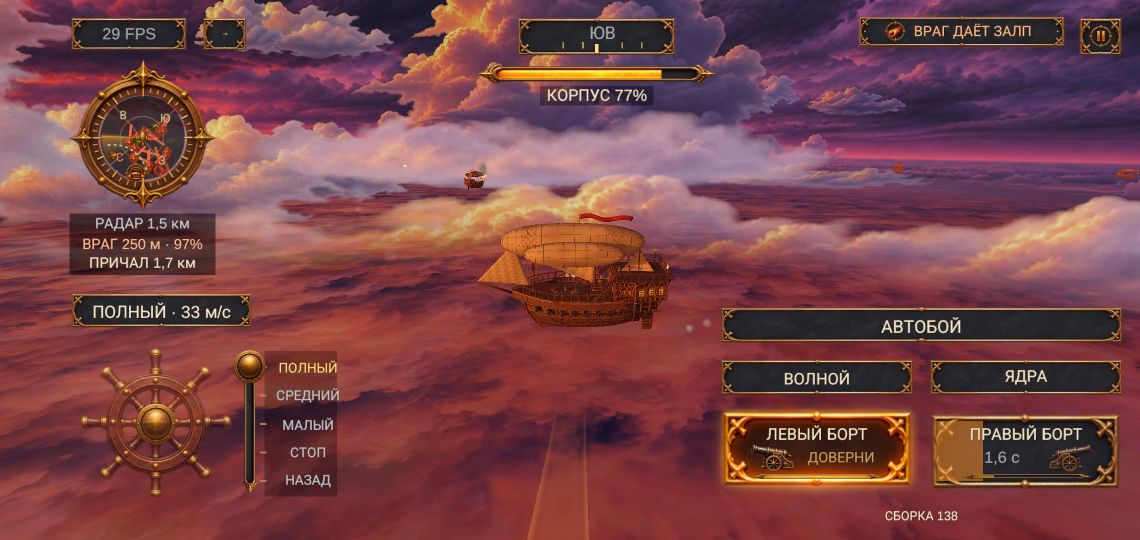 29 FPS
ЮВ
ВРАГ ДАЁТ ЗАЛП
КОРПУС 77%
В
Ю
С
РАДАР 1,5 км
ВРАГ 250 м · 97%
ПРИЧАЛ 1,7 км
ПОЛНЫЙ · 33 м/с
ПОЛНЫЙ
СРЕДНИЙ
МАЛЫЙ
СТОП
НАЗАД
АВТОБОЙ
ВОЛНОЙ
ЯДРА
ЛЕВЫЙ БОРТ
ДОВЕРНИ
ПРАВЫЙ БОРТ
1,6 с
СБОРКА 138